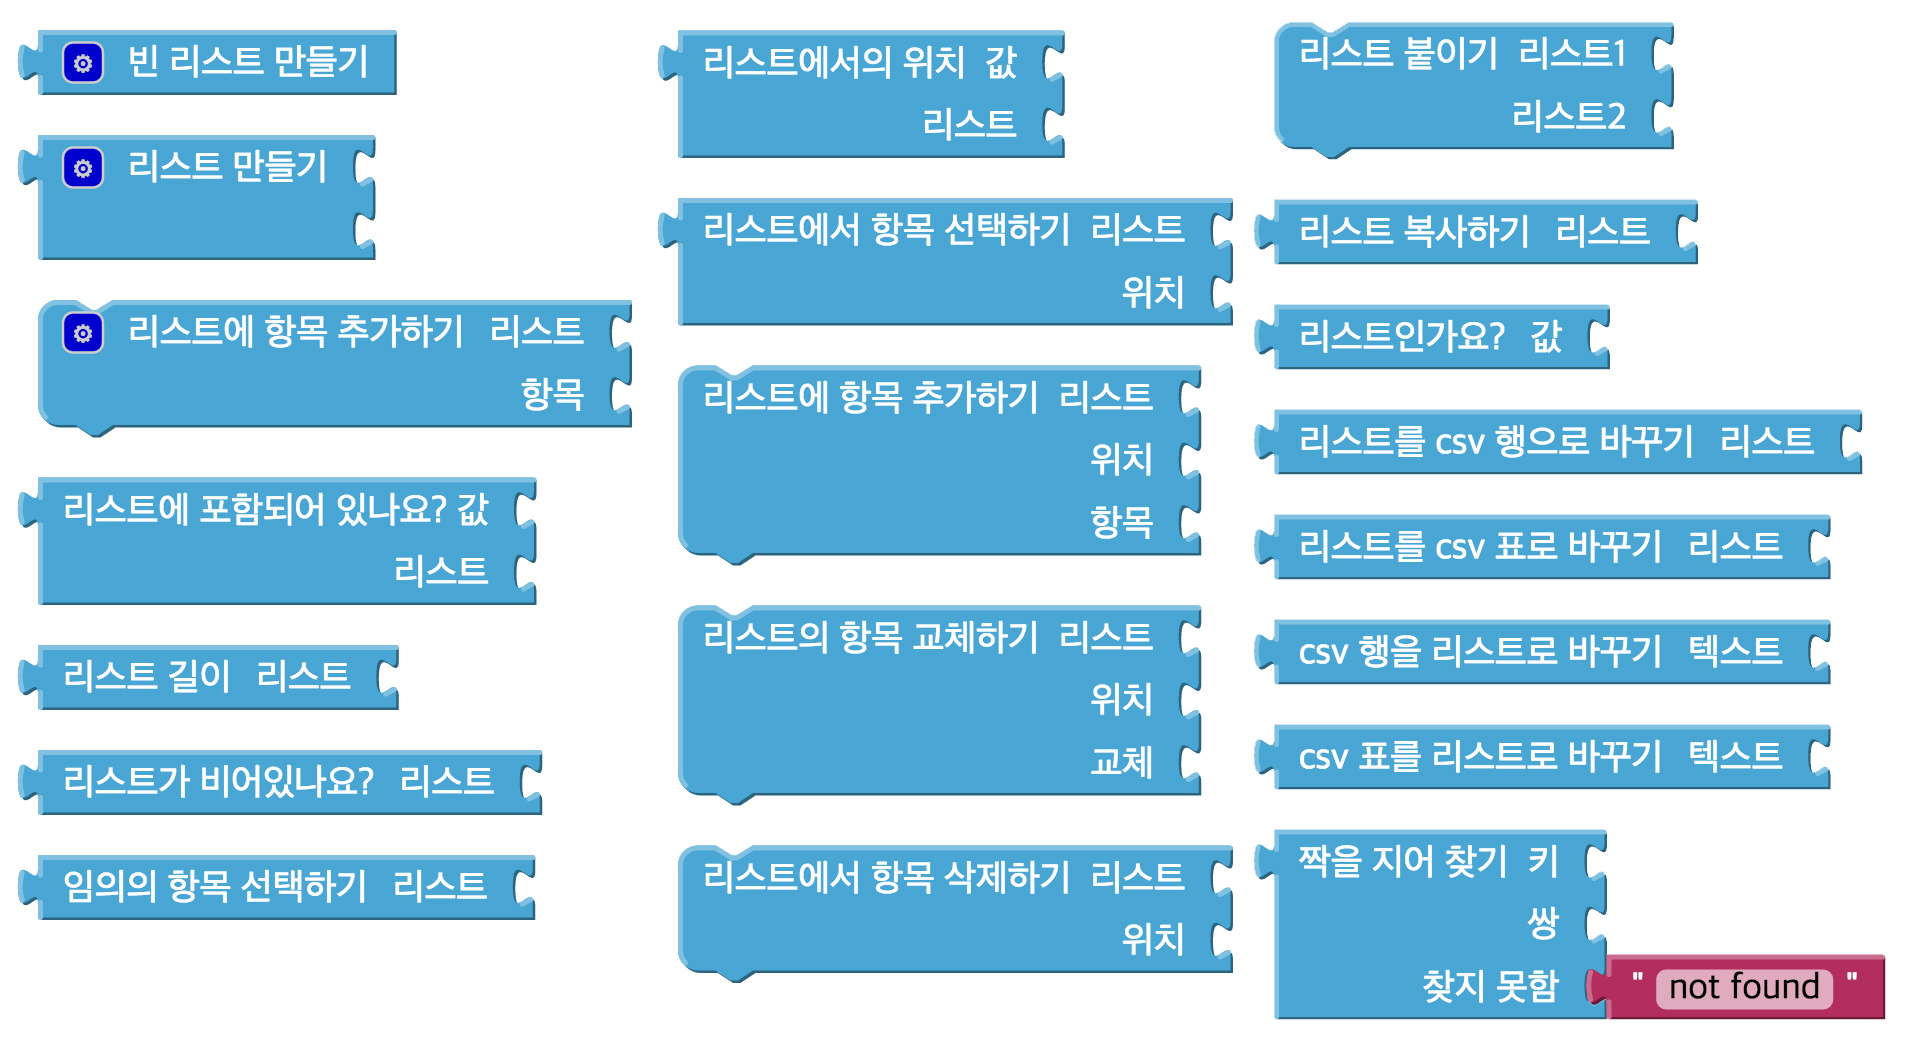 빈 리스트 만들기
리스트 만들기
리스트에 항목 추가하기 리스트
항목
리스트에 포함되어 있나요? 값
리스트
리스트 길이 리스트
리스트가 비어있나요? 리스트
임의의 항목 선택하기 리스트
리스트에서의 위치 값
리스트
리스트에서 항목 선택하기 리스트
위치
리스트에 항목 추가하기 리스트
위치
항목
리스트의 항목 교체하기 리스트
위치
교체
리스트에서 항목 삭제하기 리스트
위치
리스트 붙이기 리스트1
리스트2
리스트 복사하기 리스트
리스트인가요? 값
리스트를 csv 행으로 바꾸기 리스트
리스트를 csv 표로 바꾸기 리스트
csv 행을 리스트로 바꾸기 텍스트
csv 표를 리스트로 바꾸기 텍스트
짝을 지어 찾기 키
쌍
찾지 못함 " not found "